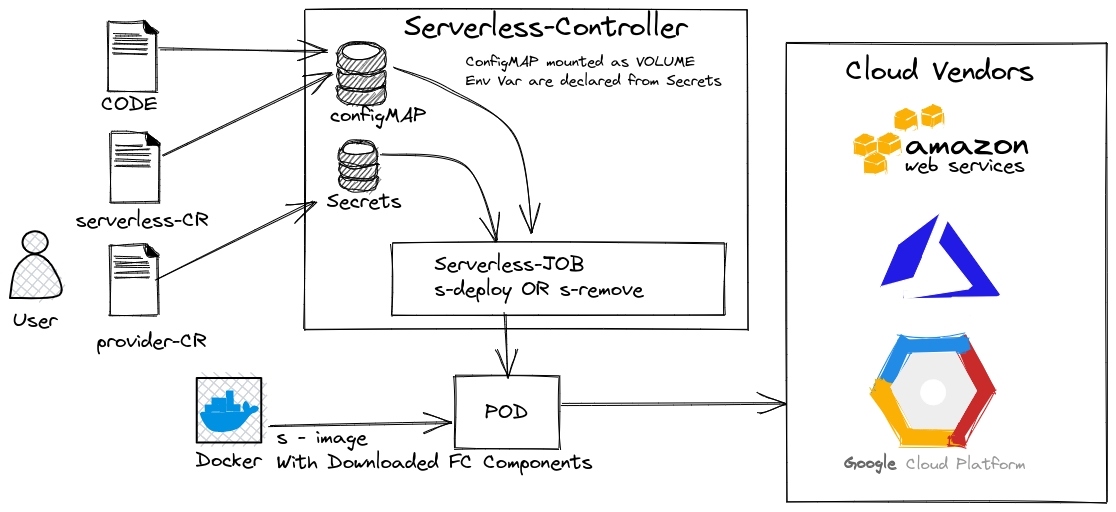 Serverless-Controller
ConfigMAP mounted as VOLUME
Env Var are declared from Secrets
CODE
configMAP
serverless-CR
Secrets
provider-CR
User
Serverless-JOB
s-deploy OR s-remove
POD
s - image
Docker
With Downloaded FC Components
Cloud Vendors
amazon
web services
Google Cloud Platform